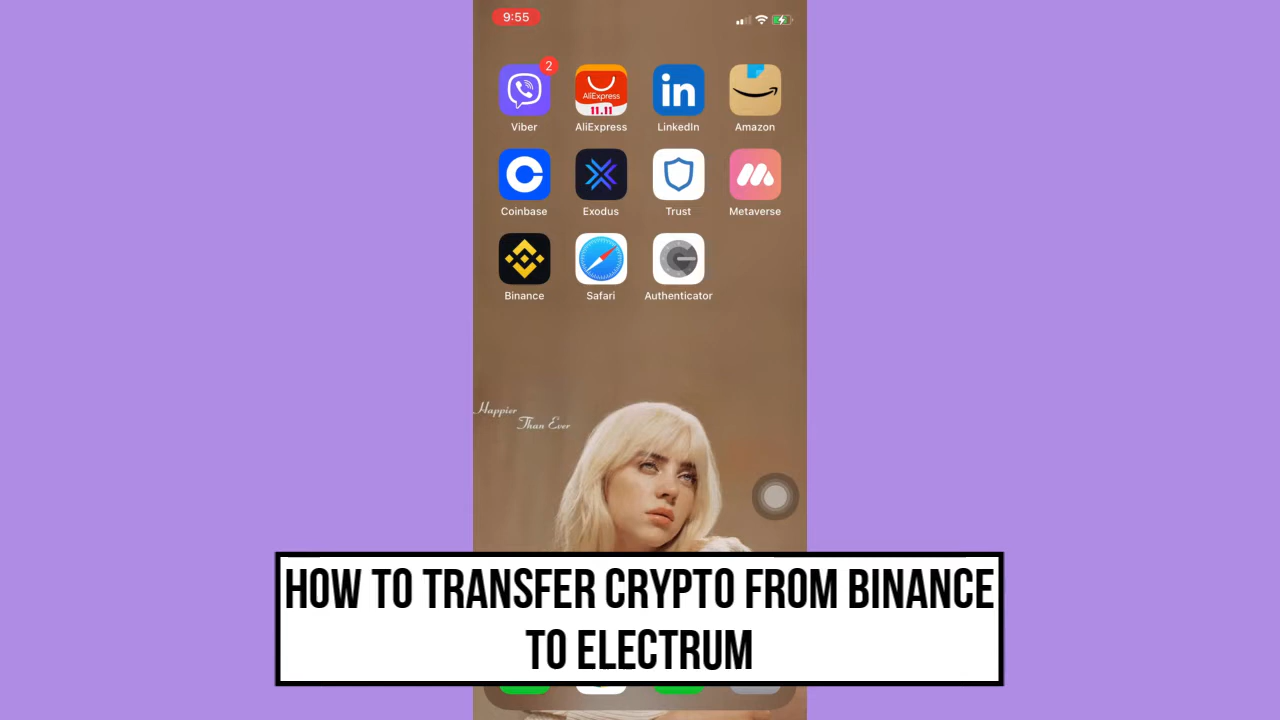 9:55
2
AliExpress
11.11
in
Viber
AliExpress
LinkedIn
Amazon
Coinbase
Exodus
Trust
Metaverse
Binance
Safari
Authenticator
Happier
Than Ever
HOW TO TRANSFER CRYPTO FROM BINANCE
TO ELECTRUM